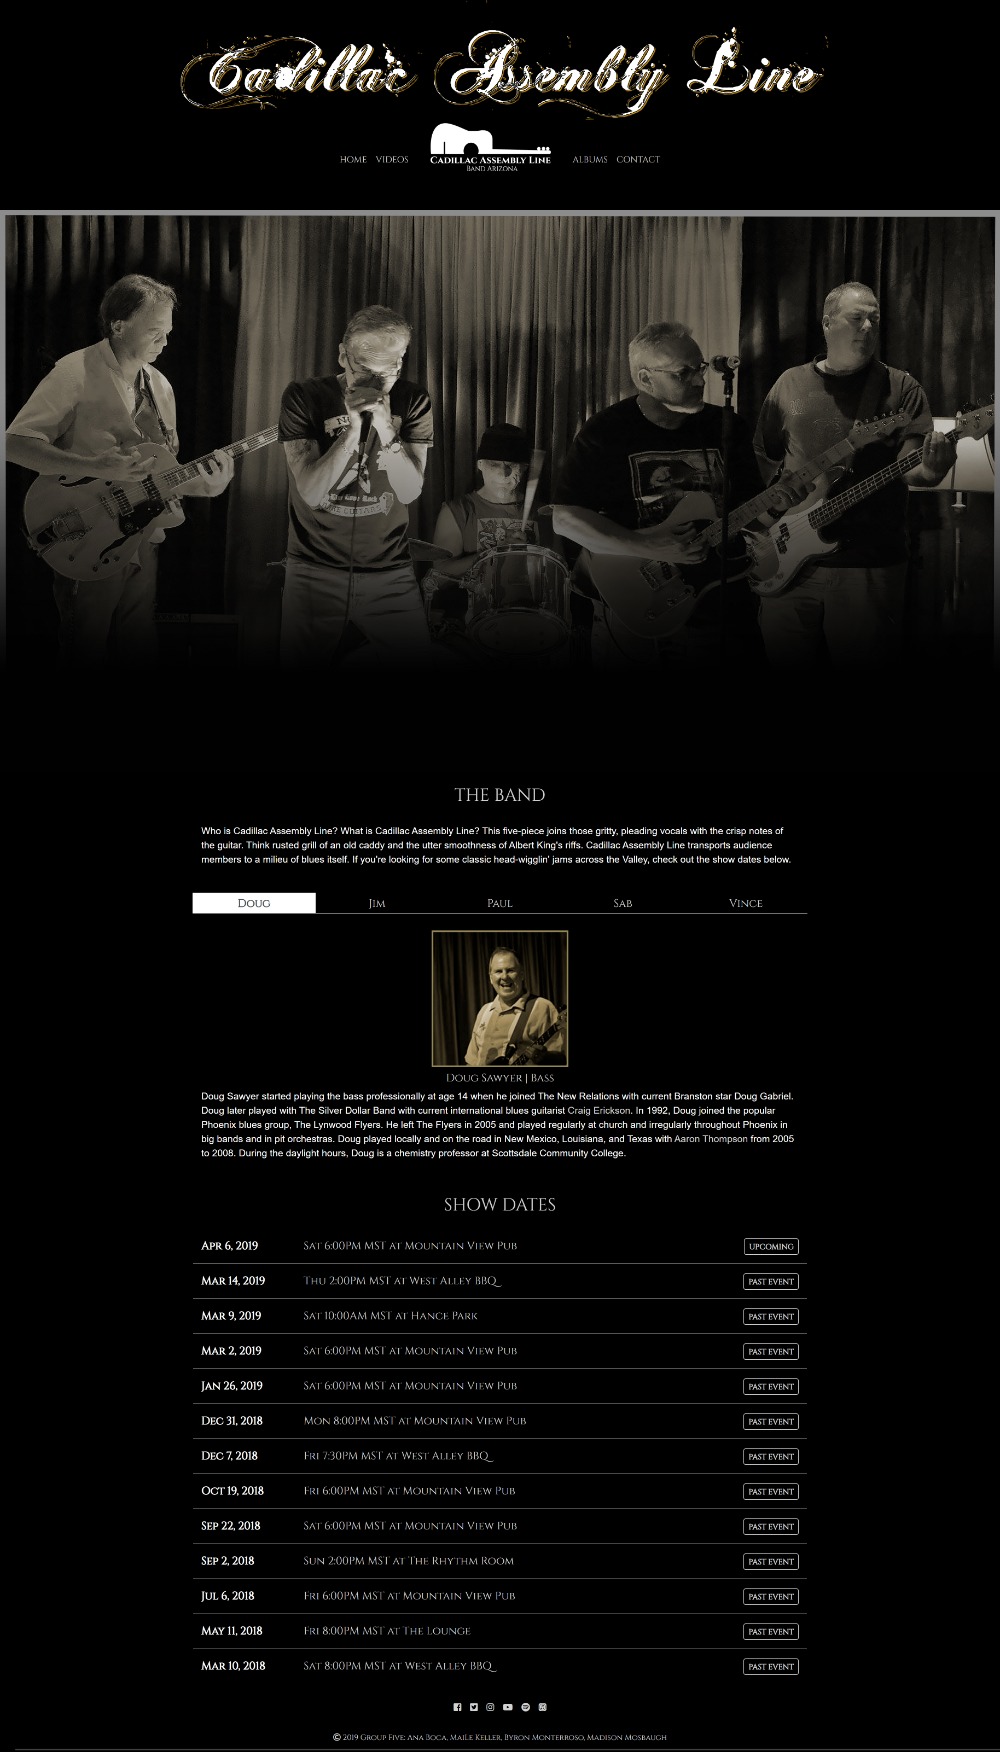 Cadillac Assembly Line
HOME VIDEOS
CADILLAC ASSEMBLY LINE
BAND ARIZONA
ALBUMS CONTACT
THE BAND
Who is Cadillac Assembly Line? What is Cadillac Assembly Line? This five-piece joins those gritty, pleading vocals with the crisp notes of
the guitar. Think rusted grill of an old caddy and the utter smoothness of Albert King's riffs. Cadillac Assembly Line transports audience
members to a milieu of blues itself. If you're looking for some classic head-wigglin' jams across the Valley, check out the show dates below.
DOUG JIM PAUL SAB VINCE
DOUG SAWYER | BASS
Doug Sawyer started playing the bass professionally at age 14 when he joined The New Relations with current Branston star Doug Gabriel.
Doug later played with The Silver Dollar Band with current international blues guitarist Craig Erickson. In 1992, Doug joined the popular
Phoenix blues group, The Lynwood Flyers. He left The Flyers in 2005 and played regularly at church and irregularly throughout Phoenix in
big bands and in pit orchestras. Doug played locally and on the road in New Mexico, Louisiana, and Texas with Aaron Thompson from 2005
to 2008. During the daylight hours, Doug is a chemistry professor at Scottsdale Community College.
SHOW DATES
APR 6, 2019 SAT 6:00PM MST AT MOUNTAIN VIEW PUB UPCOMING
MAR 14, 2019 THU 2:00PM MST AT WEST ALLEY BBQ PAST EVENT
MAR 9, 2019 SAT 10:00AM MST AT HANCE PARK PAST EVENT
MAR 2, 2019 SAT 6:00PM MST AT MOUNTAIN VIEW PUB PAST EVENT
JAN 26, 2019 SAT 6:00PM MST AT MOUNTAIN VIEW PUB PAST EVENT
DEC 31, 2018 MON 8:00PM MST AT MOUNTAIN VIEW PUB PAST EVENT
DEC 7, 2018 FRI 7:30PM MST AT WEST ALLEY BBQ PAST EVENT
OCT 19, 2018 FRI 6:00PM MST AT MOUNTAIN VIEW PUB PAST EVENT
SEP 22, 2018 SAT 6:00PM MST AT MOUNTAIN VIEW PUB PAST EVENT
SEP 2, 2018 SUN 2:00PM MST AT THE RHYTHM ROOM PAST EVENT
JUL 6, 2018 FRI 6:00PM MST AT MOUNTAIN VIEW PUB PAST EVENT
MAY 11, 2018 FRI 8:00PM MST AT THE LOUNGE PAST EVENT
MAR 10, 2018 SAT 8:00PM MST AT WEST ALLEY BBQ PAST EVENT
© 2019 GROUP FIVE: ANA BOCA, MAILE KELLER, BYRON MONTERROSO, MADISON MOSBAUGH